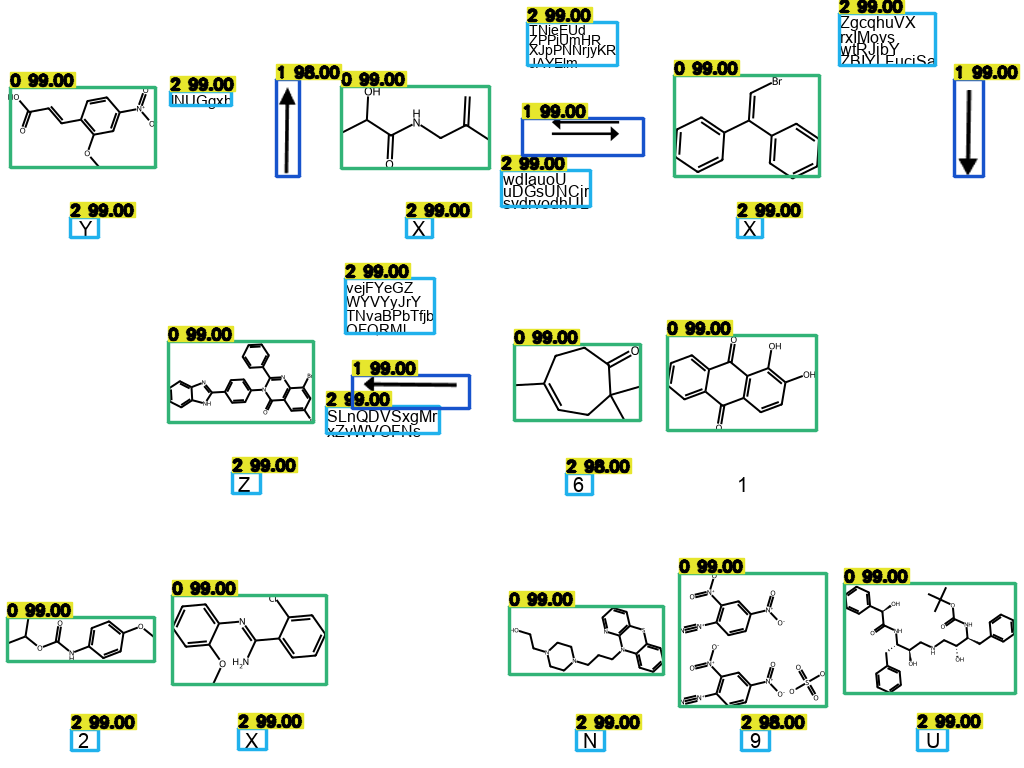 0 99.00
2 99.00
1 98.00
0 99.00
2 99.00
TNieEUd
ZPPiUmHR
XJpPNNrjyKR
1 99.00
2 99.00
wdIauoU
uDGsUNCir
0 99.00
Br
2 99.00
ZgcqhuVX
rxIMoys
wtRJjbY
1 99.00
HO
O
O
N
OH
H
N
O
2 99.00
Y
2 99.00
X
2 99.00
X
2 99.00
vejFYeGZ
WYVYyJrY
TNvaBPbTfjb
0 99.00
1 99.00
2 99.00
SLnQDVSxgMr
0 99.00
O
0 99.00
O
OH
OH
O
2 99.00
Z
2 98.00
6
1
0 99.00
0 99.00
Cl
N
H2N
O
0 99.00
0 99.00
0 99.00
2 99.00
2
2 99.00
X
2 99.00
N
2 98.00
9
2 99.00
U